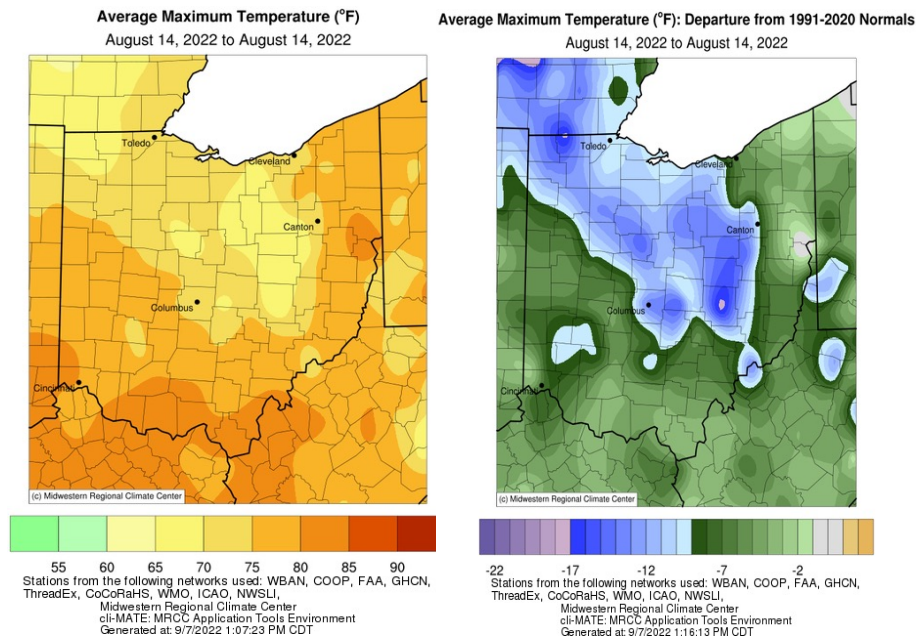 Average Maximum Temperature (°F)
August 14, 2022 to August 14, 2022
Toledo
Cleveland
Canton
Columbus
Cincinnati
(c) Midwestern Regional Climate Center
55 60 65 70 75 80 85 90
Stations from the following networks used: WBAN, COOP, FAA, GHCN,
ThreadEx, CoCoRaHS, WMO, ICAO, NWSLI,
Midwestern Regional Climate Center
cli-MATE: MRCC Application Tools Environment
Generated at: 9/7/2022 1:07:23 PM CDT
Average Maximum Temperature (°F): Departure from 1991-2020 Normals
August 14, 2022 to August 14, 2022
Toledo
Cleveland
Canton
Columbus
Cincinnati
(c) Midwestern Regional Climate Center
-22 -17 -12 -7 -2
Stations from the following networks used: WBAN, COOP, FAA, GHCN,
ThreadEx, CoCoRaHS, WMO, ICAO, NWSLI,
Midwestern Regional Climate Center
cli-MATE: MRCC Application Tools Environment
Generated at: 9/7/2022 1:16:13 PM CDT